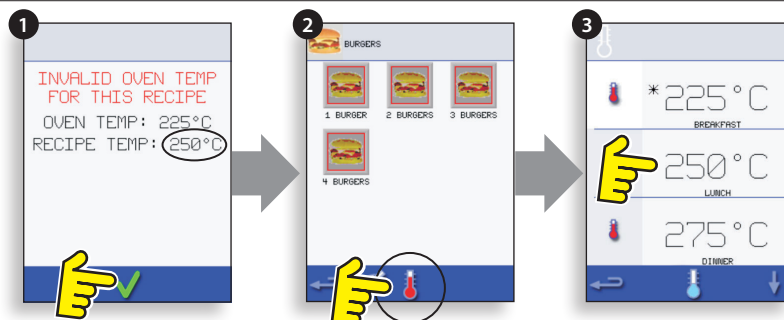 1
INVALID OVEN TEMP
FOR THIS RECIPE
OVEN TEMP: 225°C
RECIPE TEMP: 250°C
2
BURGERS
1 BURGER 2 BURGERS 3 BURGERS
4 BURGERS
3
*225°C
BREAKFAST
250°C
LUNCH
275°C
DINNER